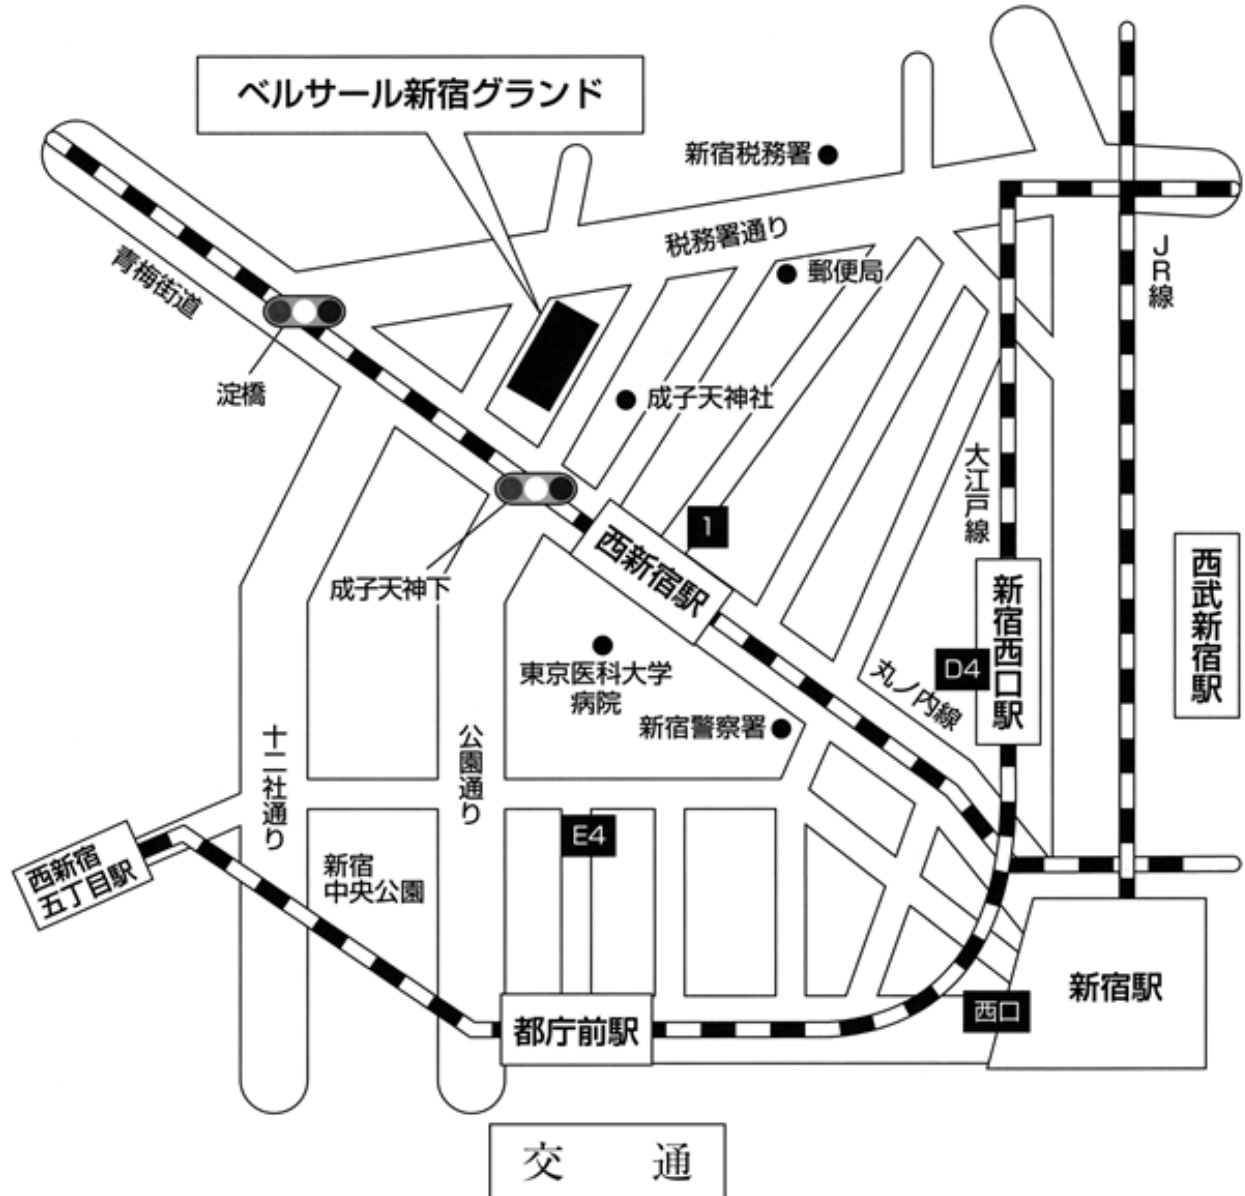 ベルサール新宿グランド
新宿税務署
税務署通り
JR線
郵便局
青梅街道
淀橋
成子天神社
大江戸線
1
西新宿駅
成子天神下
新宿西口駅
西武新宿駅
D4
丸ノ内線
東京医科大学
病院
新宿警察署
十二社通り
公園通り
E4
西新宿
五丁目駅
新宿
中央公園
新宿駅
西口
都庁前駅
交 通